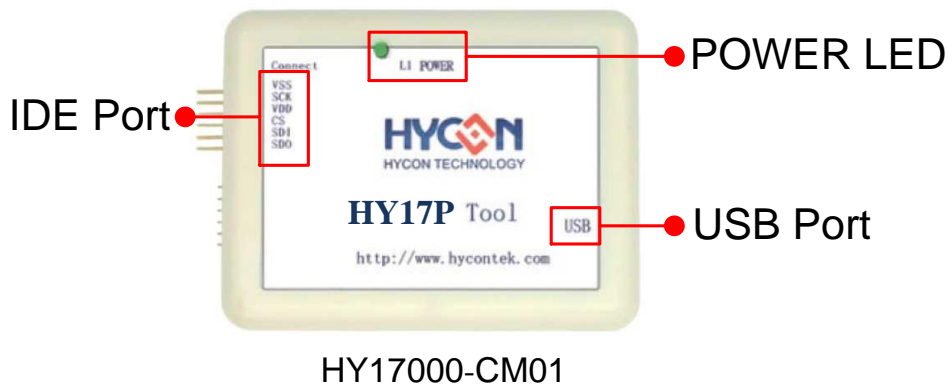 POWER LED
Connect
L1 POWER
VSS
SCK
VDD
CS
SDI
SDO
IDE Port
HYCON
HYCON TECHNOLOGY
HY17P Tool
USB
USB Port
http://www.hycontek.com
HY17000-CM01